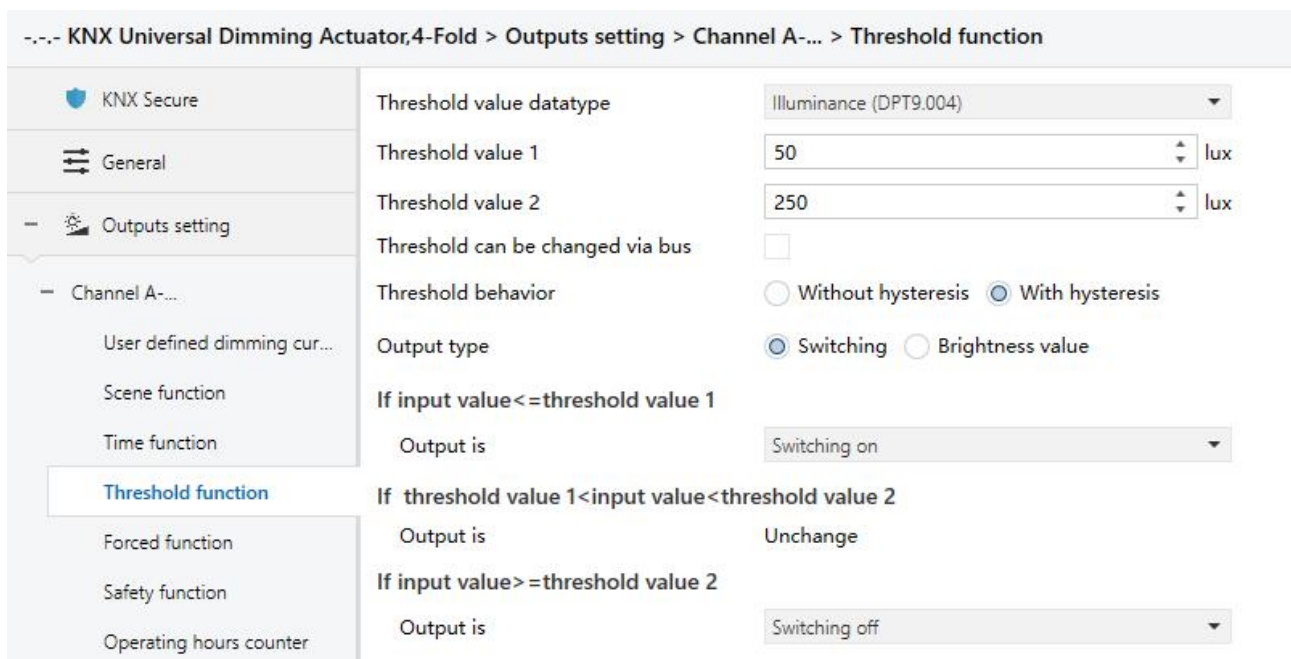 -.-.- KNX Universal Dimming Actuator,4-Fold > Outputs setting > Channel A-... > Threshold function
KNX Secure
General
Outputs setting
Channel A-...
User defined dimming cur...
Scene function
Time function
Threshold function
Forced function
Safety function
Operating hours counter
Threshold value datatype Illuminance (DPT9.004)
Threshold value 1 50 lux
Threshold value 2 250 lux
Threshold can be changed via bus
Threshold behavior Without hysteresis With hysteresis
Output type Switching Brightness value
If input value<=threshold value 1
Output is Switching on
If threshold value 1<input value<threshold value 2
Output is Unchange
If input value>=threshold value 2
Output is Switching off